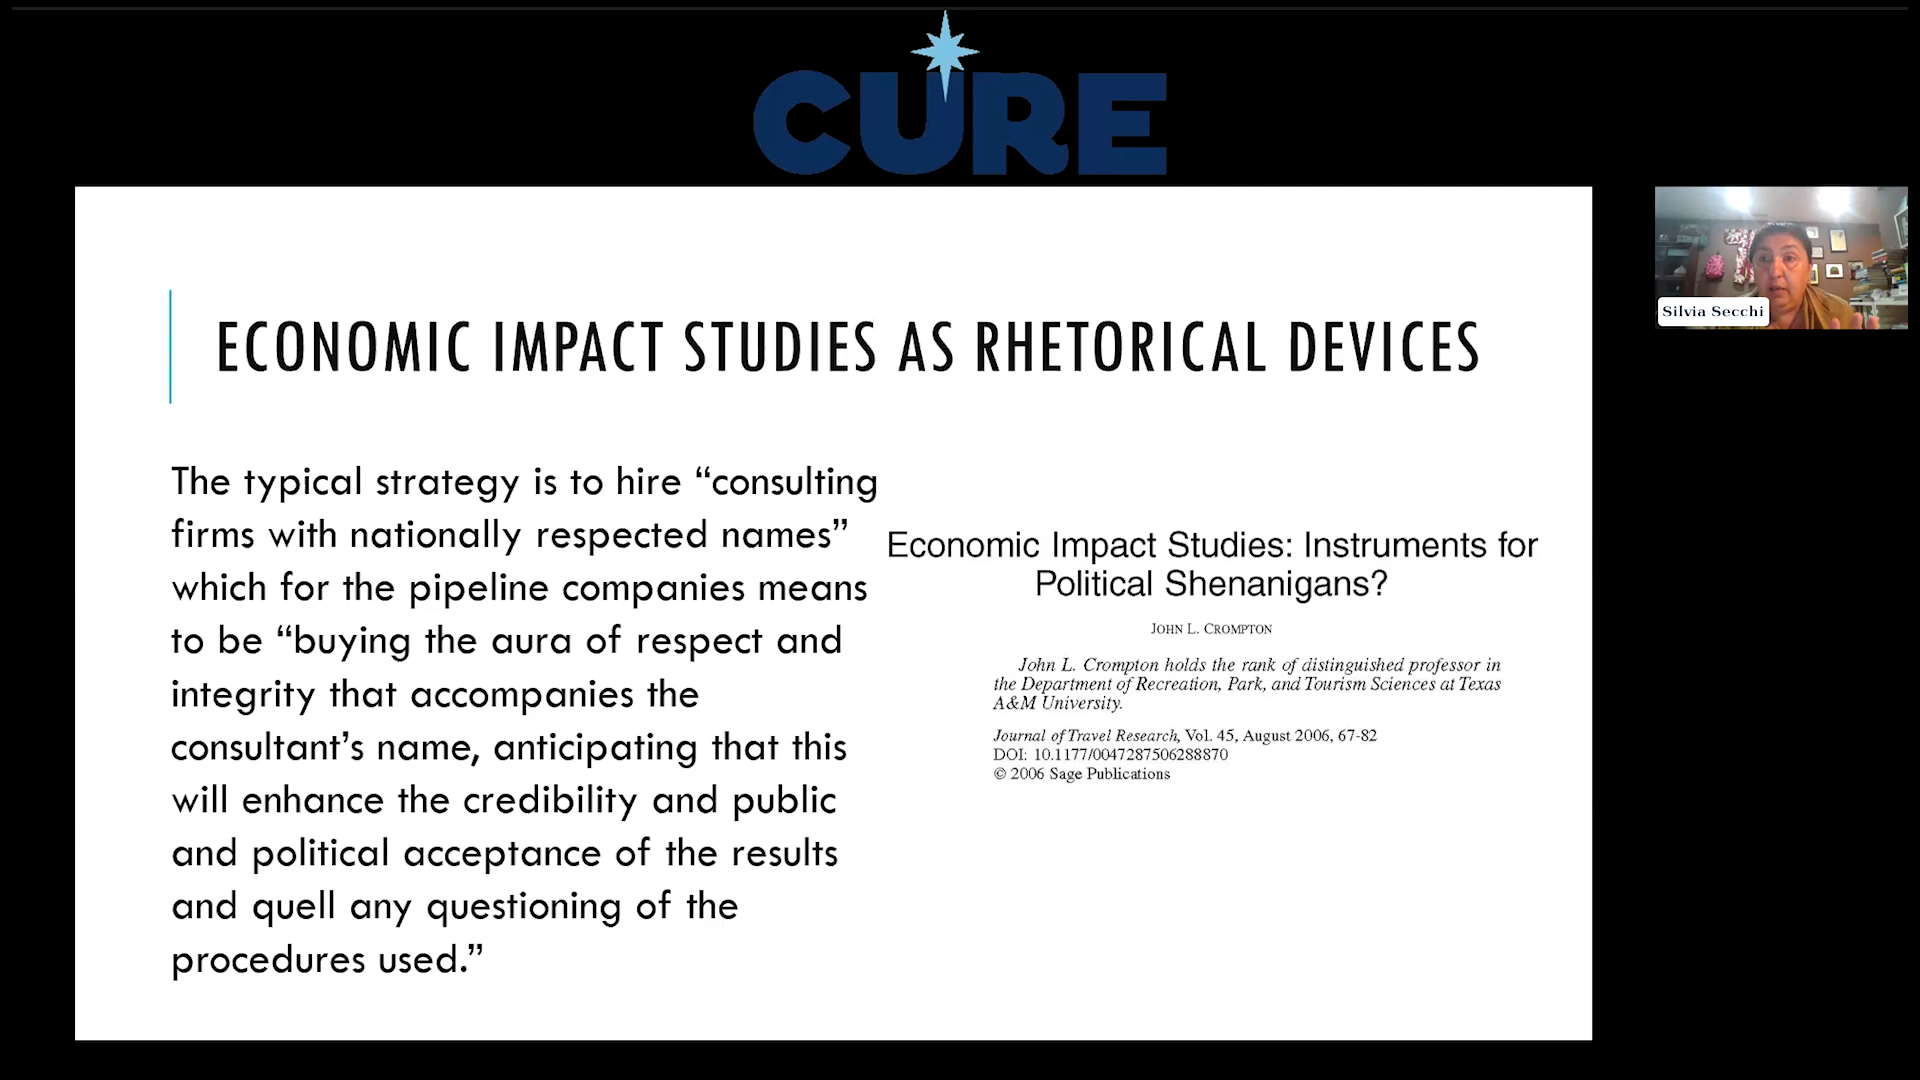 CURE
ECONOMIC IMPACT STUDIES AS RHETORICAL DEVICES
The typical strategy is to hire “consulting
firms with nationally respected names”
which for the pipeline companies means
to be “buying the aura of respect and
integrity that accompanies the
consultant’s name, anticipating that this
will enhance the credibility and public
and political acceptance of the results
and quell any questioning of the
procedures used.”
Economic Impact Studies: Instruments for
Political Shenanigans?
JOHN L. CROMPTON
John L. Crompton holds the rank of distinguished professor in
the Department of Recreation, Park, and Tourism Sciences at Texas
A&M University.
Journal of Travel Research, Vol. 45, August 2006, 67-82
DOI: 10.1177/0047287506288870
© 2006 Sage Publications
Silvia Secchi